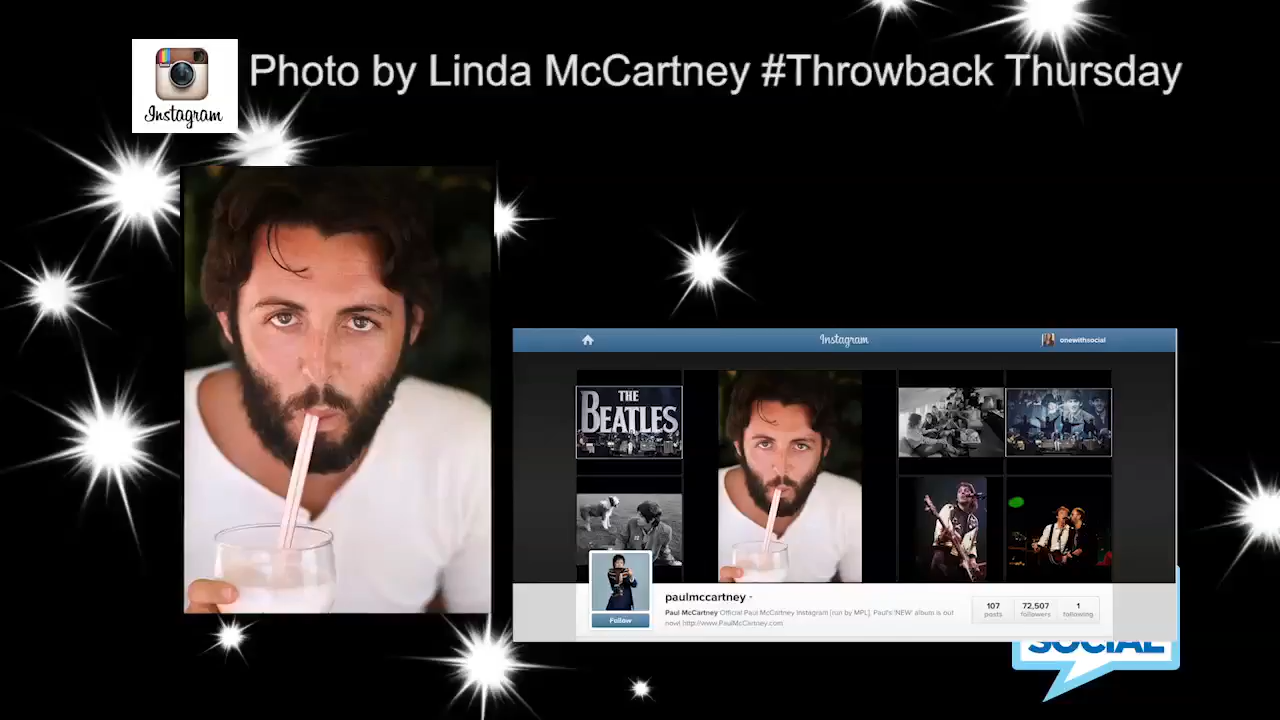 Photo by Linda McCartney #Throwback Thursday
Instagram
Instagram
onewithsocial
THE
BEATLES
paulmccartney
Paul McCartney Official Paul McCartney Instagram [run by MPL]. Paul's 'NEW' album is out
now! http://www.PaulMcCartney.com
Follow
107
posts
72,507
followers
1
following
SOCIAL